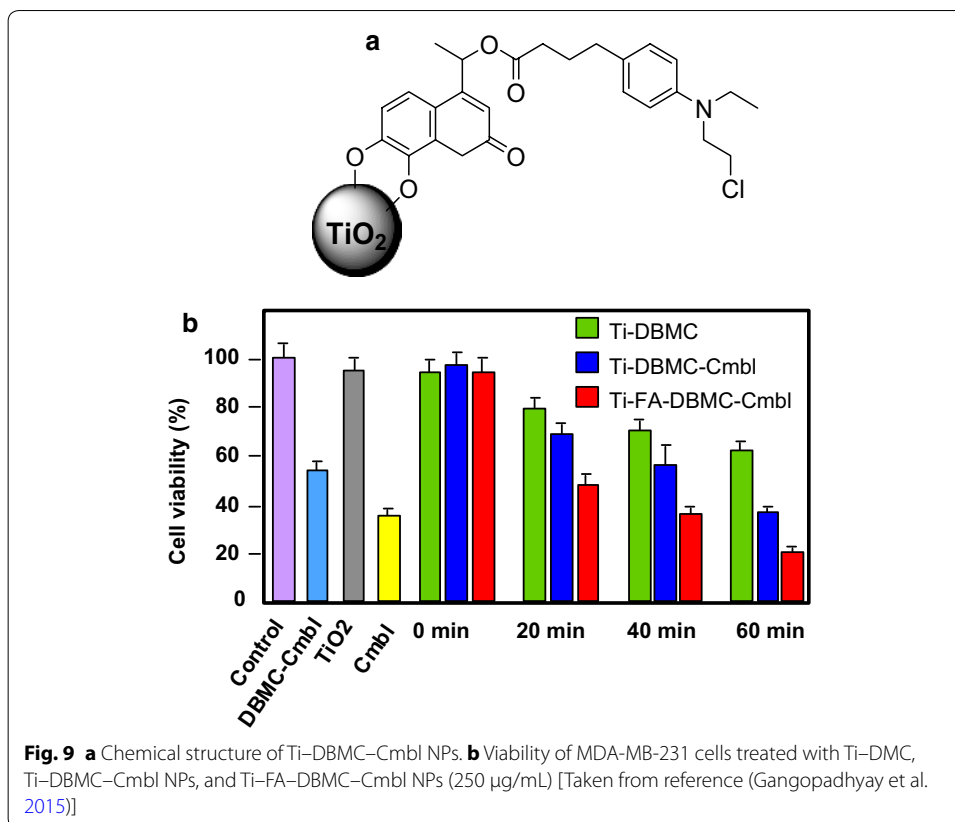 a
O
O
O
N
Cl
O
O
TiO2
b
Ti-DBMC
Ti-DBMC-Cmbl
Ti-FA-DBMC-Cmbl
Cell viability (%)
100
80
60
40
20
0
Control
DBMC-Cmbl
TiO2
Cmbl
0 min
20 min
40 min
60 min
Fig. 9 a Chemical structure of Ti–DBMC–Cmbl NPs. b Viability of MDA-MB-231 cells treated with Ti–DMC,
Ti–DBMC–Cmbl NPs, and Ti–FA–DBMC–Cmbl NPs (250 μg/mL) [Taken from reference (Gangopadhyay et al.
2015)]